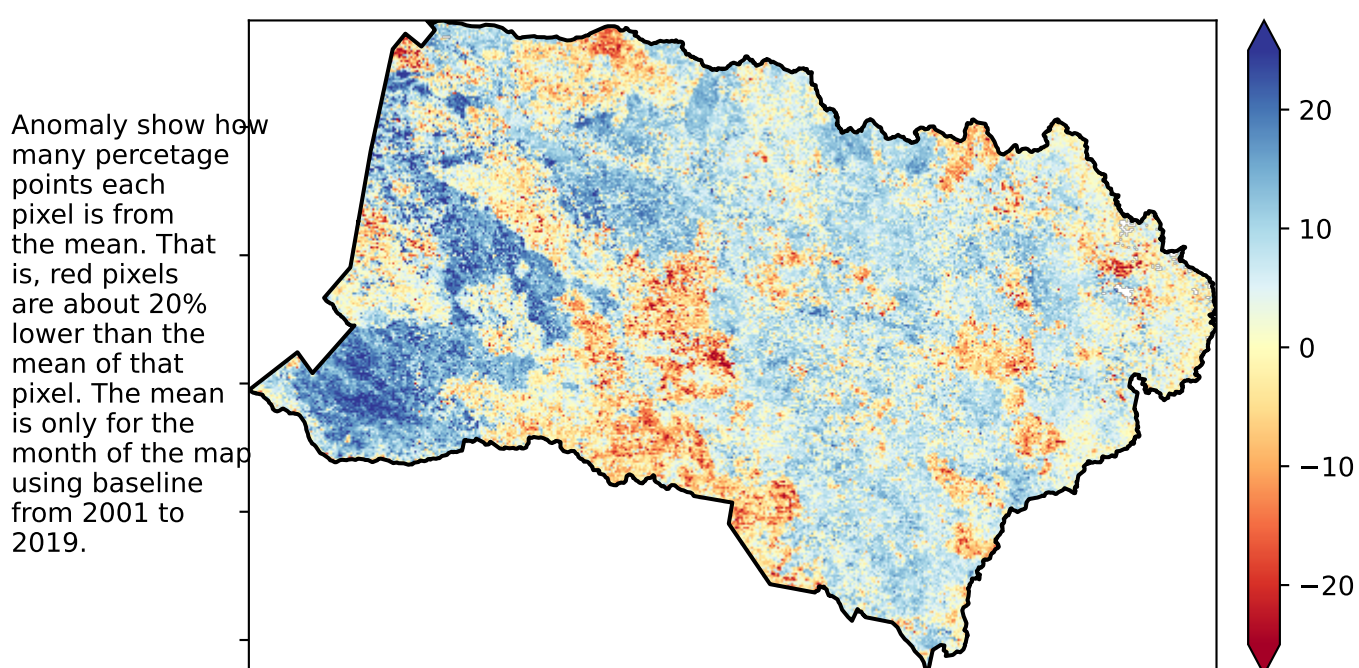 Anomaly show how
many percetage
points each
pixel is from
the mean. That
is, red pixels
are about 20%
lower than the
mean of that
pixel. The mean
is only for the
month of the map
using baseline
from 2001 to
2019.
20
10
0
−10
−20